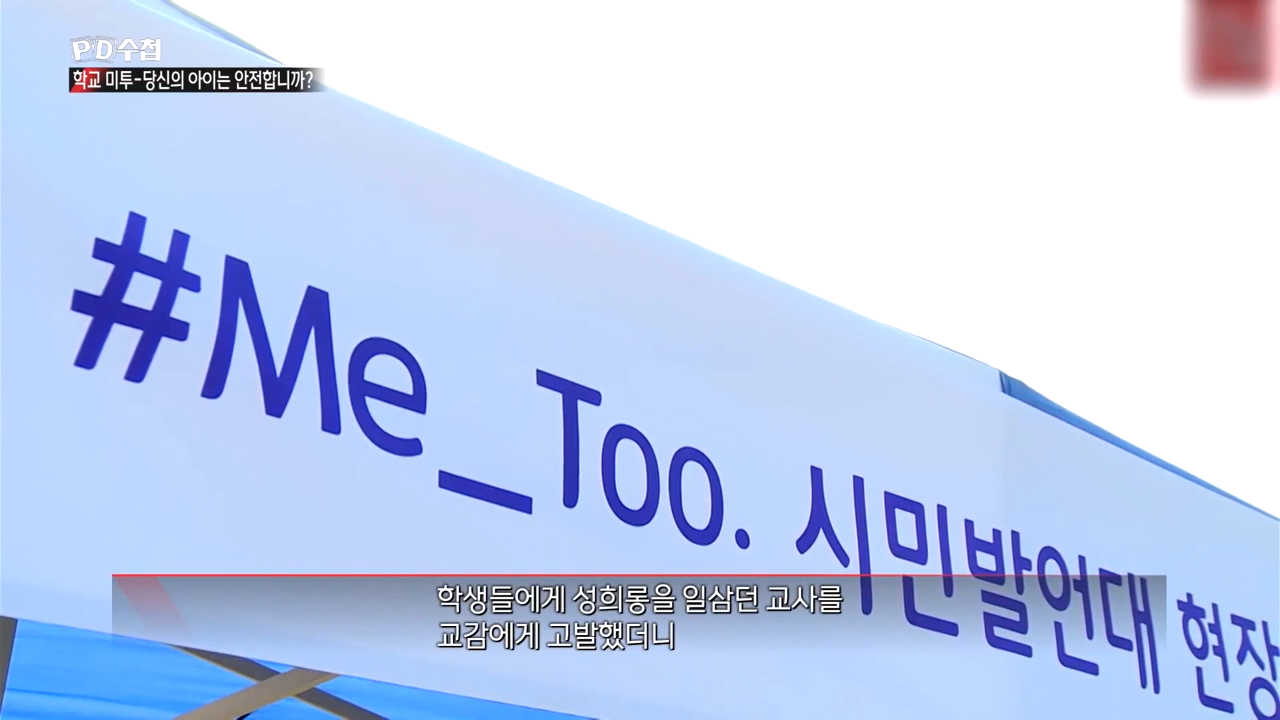 PD수첩
학교 미투-당신의 아이는 안전합니까?
#Me_Too. 시민발언대 현장
학생들에게 성희롱을 일삼던 교사를
교감에게 고발했더니